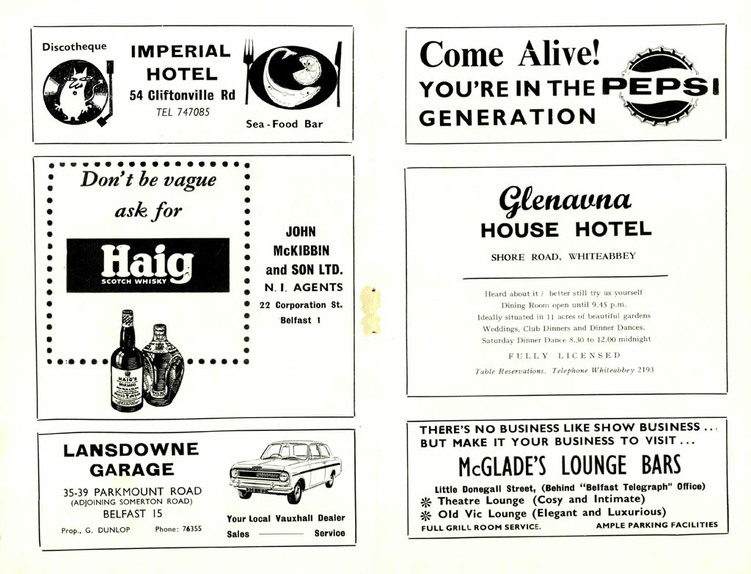 Discotheque
IMPERIAL
HOTEL
54 Cliftonville Rd
TEL 747085
Sea-Food Bar
Don't be vague
ask for
Haig
SCOTCH WHISKY
HAIG'S
JOHN
McKIBBIN
and SON LTD.
N. I. AGENTS
22 Corporation St.
Belfast 1
LANSDOWNE
GARAGE
35-39 PARKMOUNT ROAD
(ADJOINING SOMERTON ROAD)
BELFAST 15
Prop., G. DUNLOP Phone: 76355
Your Local Vauxhall Dealer
Sales Service
Come Alive!
YOU'RE IN THE PEPSI
GENERATION
Glenavna
HOUSE HOTEL
SHORE ROAD, WHITEABBEY
Heard about it / better still try us yourself
Dining Room open until 9.45 p.m.
Ideally situated in 11 acres of beautiful gardens
Weddings, Club Dinners and Dinner Dances.
Saturday Dinner Dance 8.30 to 12.00 midnight
FULLY LICENSED
Table Reservations. Telephone Whiteabbey 2193
THERE'S NO BUSINESS LIKE SHOW BUSINESS ...
BUT MAKE IT YOUR BUSINESS TO VISIT ...
McGLADE'S LOUNGE BARS
Little Donegall Street, (Behind "Belfast Telegraph" Office)
Theatre Lounge (Cosy and Intimate)
Old Vic Lounge (Elegant and Luxurious)
FULL GRILL ROOM SERVICE. AMPLE PARKING FACILITIES